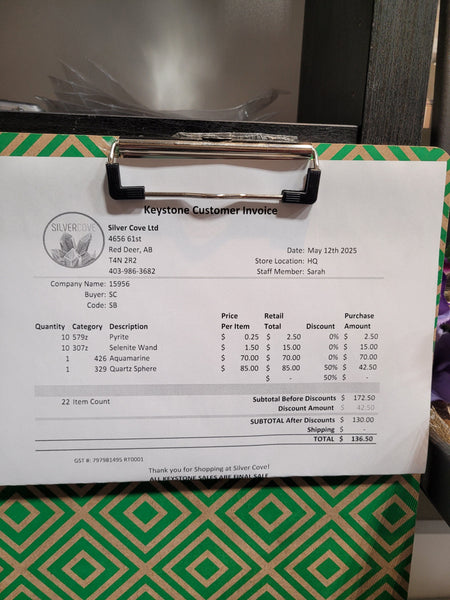 Keystone Customer Invoice
SILVERCOVE
Silver Cove Ltd
4656 61st
Red Deer, AB
T4N 2R2
403-986-3682
Date: May 12th 2025
Store Location: HQ
Staff Member: Sarah
Company Name: 15956
Buyer: SC
Code: SB
Quantity Category Description Price Per Item Retail Total Discount Purchase Amount
10 579z Pyrite $ 0.25 $ 2.50 0% $ 2.50
10 307z Selenite Wand $ 1.50 $ 15.00 0% $ 15.00
1 426 Aquamarine $ 70.00 $ 70.00 0% $ 70.00
1 329 Quartz Sphere $ 85.00 $ 85.00 50% $ 42.50
$ - 50% $ -
22 Item Count
Subtotal Before Discounts $ 172.50
Discount Amount $ 42.50
SUBTOTAL After Discounts $ 130.00
Shipping $ -
TOTAL $ 136.50
GST #: 797981495 RT0001
Thank you for Shopping at Silver Cove!
ALL KEYSTONE SALES ARE FINAL SALE